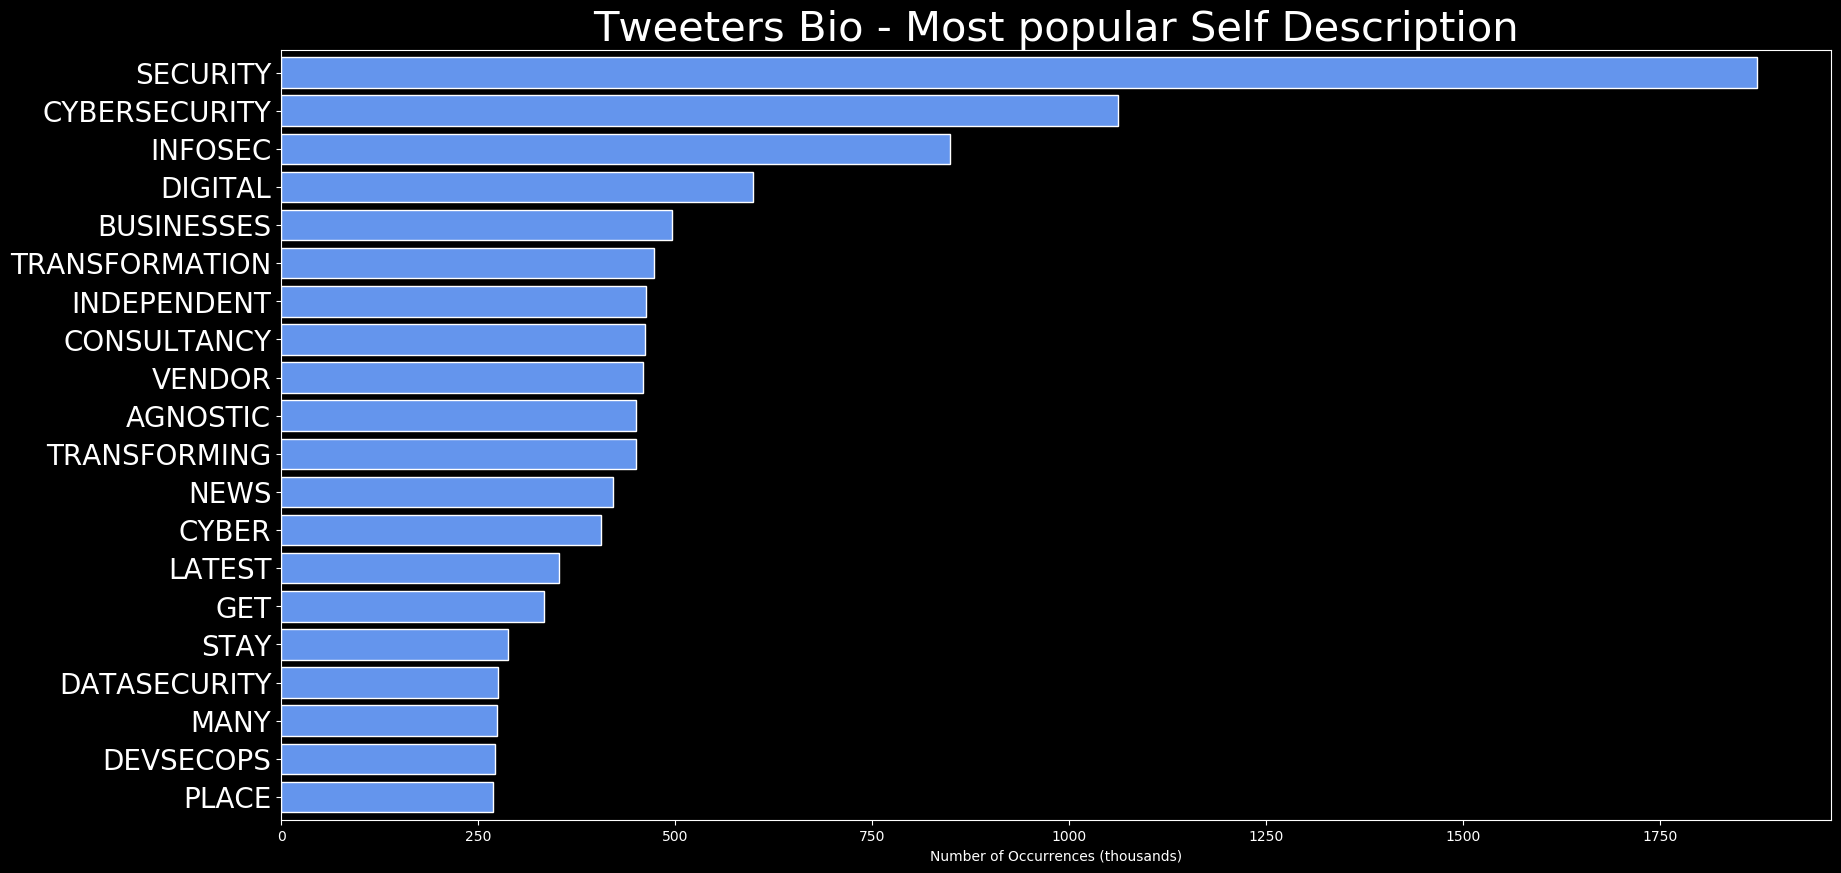 Tweeters Bio - Most popular Self Description
SECURITY
CYBERSECURITY
INFOSEC
DIGITAL
BUSINESSES
TRANSFORMATION
INDEPENDENT
CONSULTANCY
VENDOR
AGNOSTIC
TRANSFORMING
NEWS
CYBER
LATEST
GET
STAY
DATASECURITY
MANY
DEVSECOPS
PLACE
0 250 500 750 1000 1250 1500 1750
Number of Occurrences (thousands)